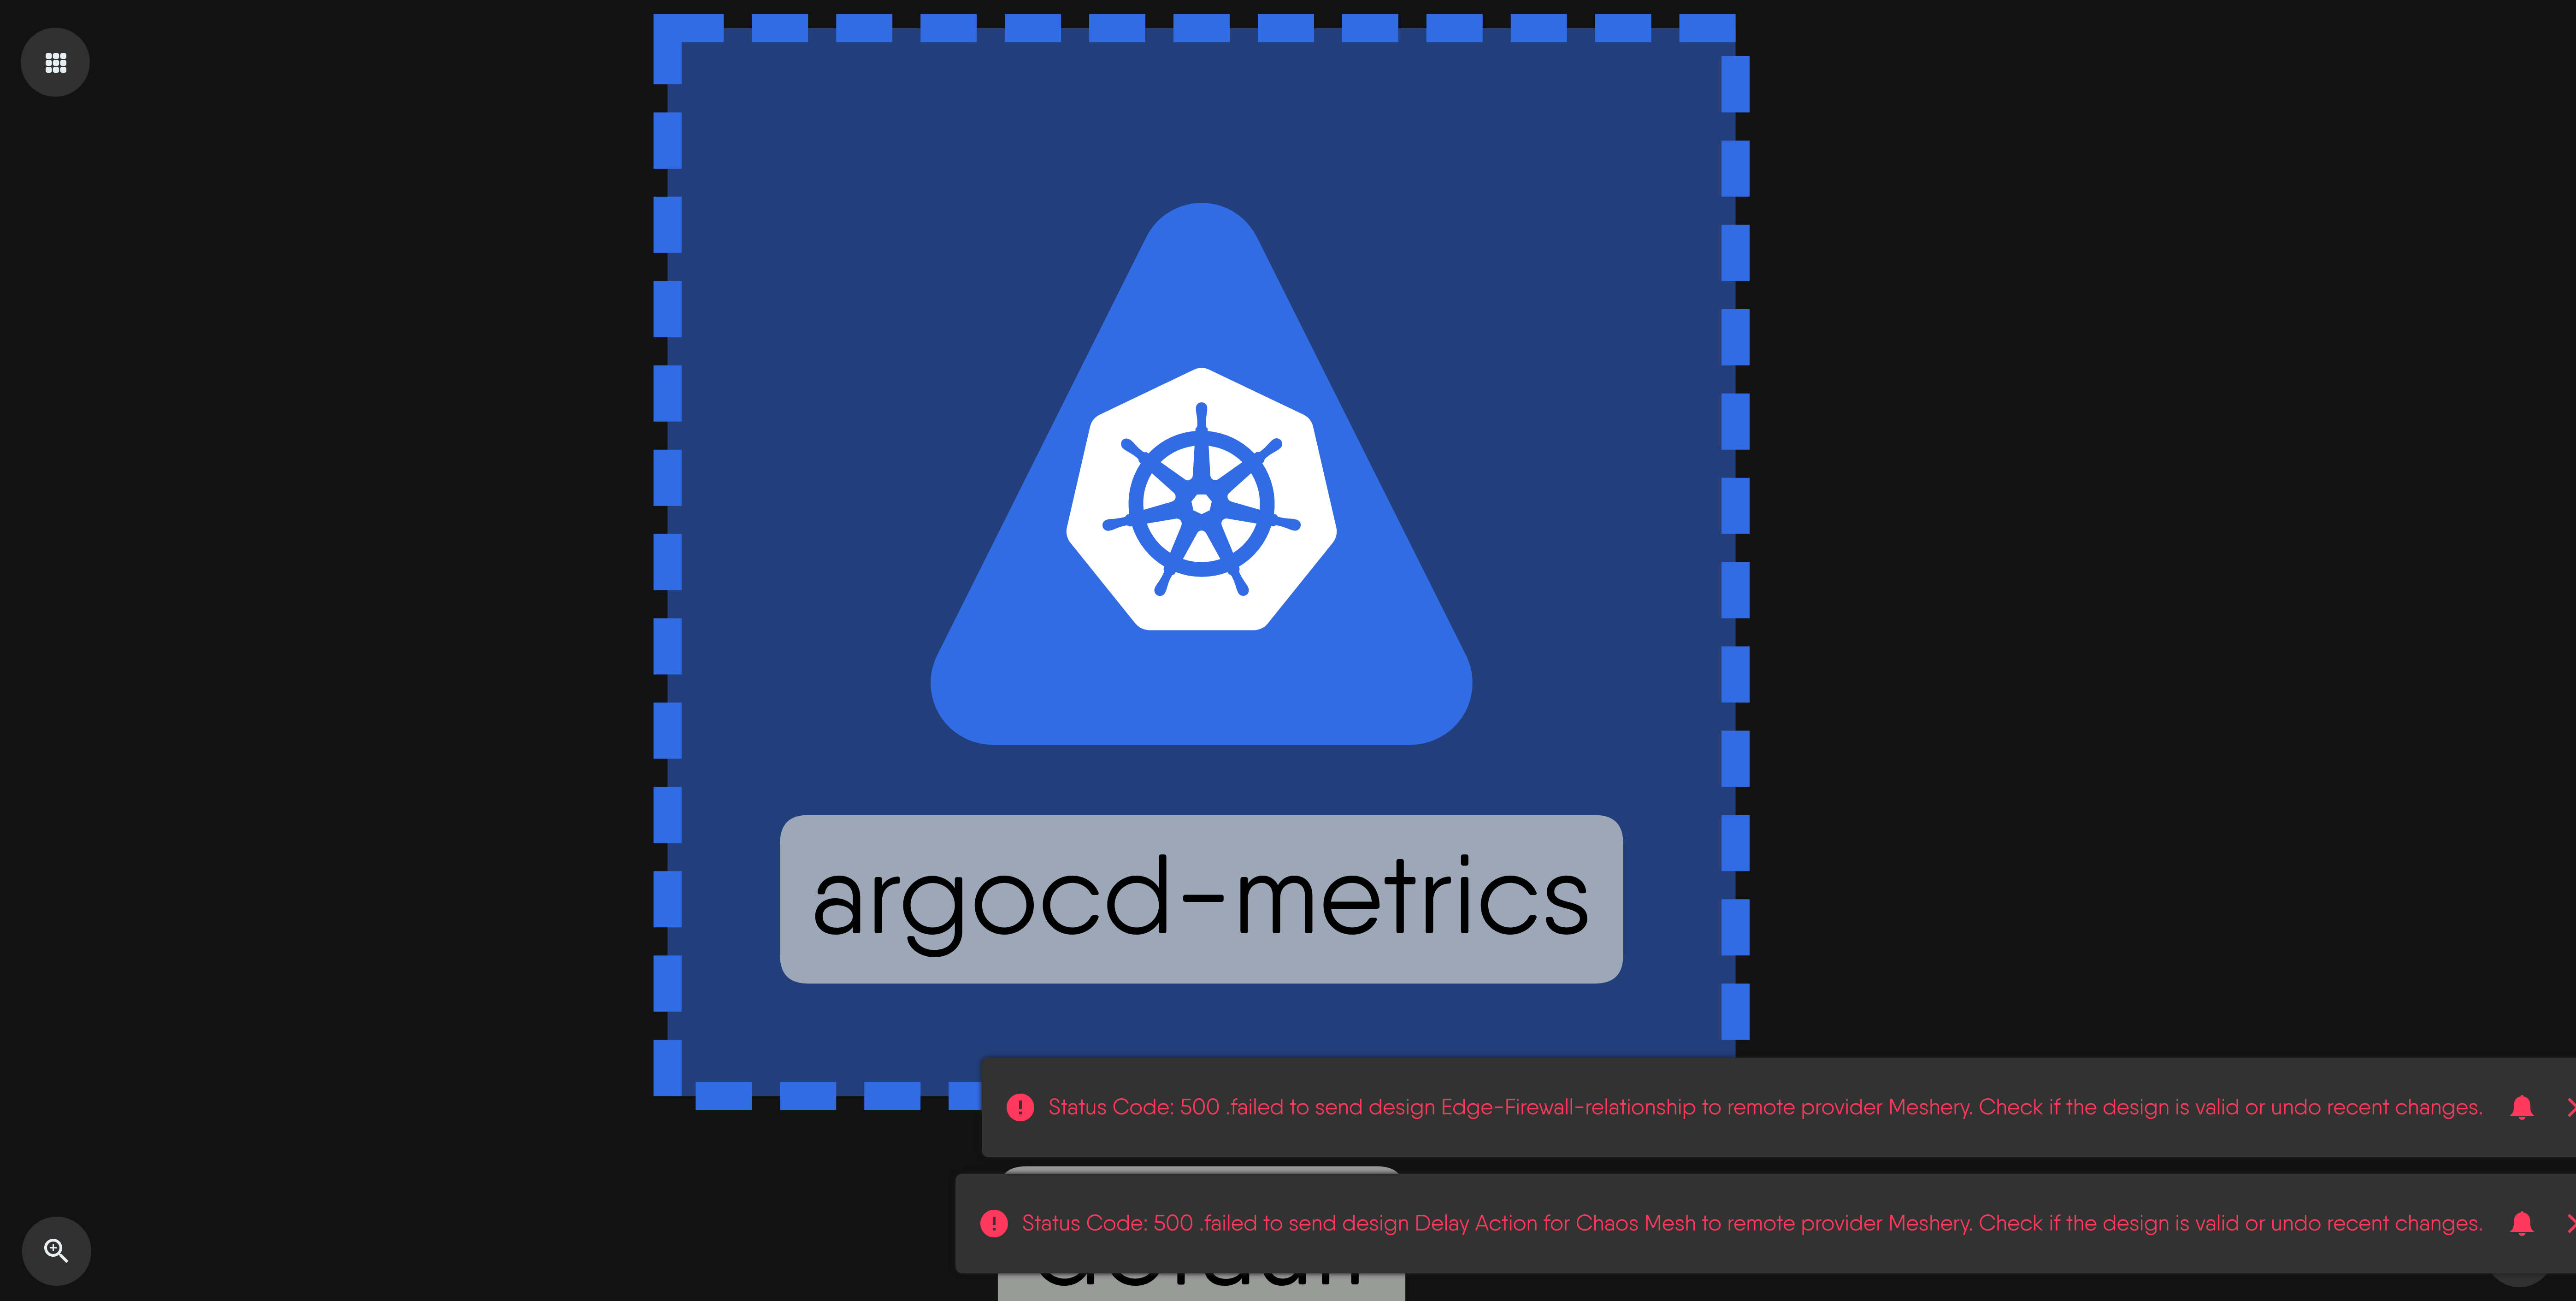 argocd-metrics
Status Code: 500 .failed to send design Edge-Firewall-relationship to remote provider Meshery. Check if the design is valid or undo recent changes.
Status Code: 500 .failed to send design Delay Action for Chaos Mesh to remote provider Meshery. Check if the design is valid or undo recent changes.